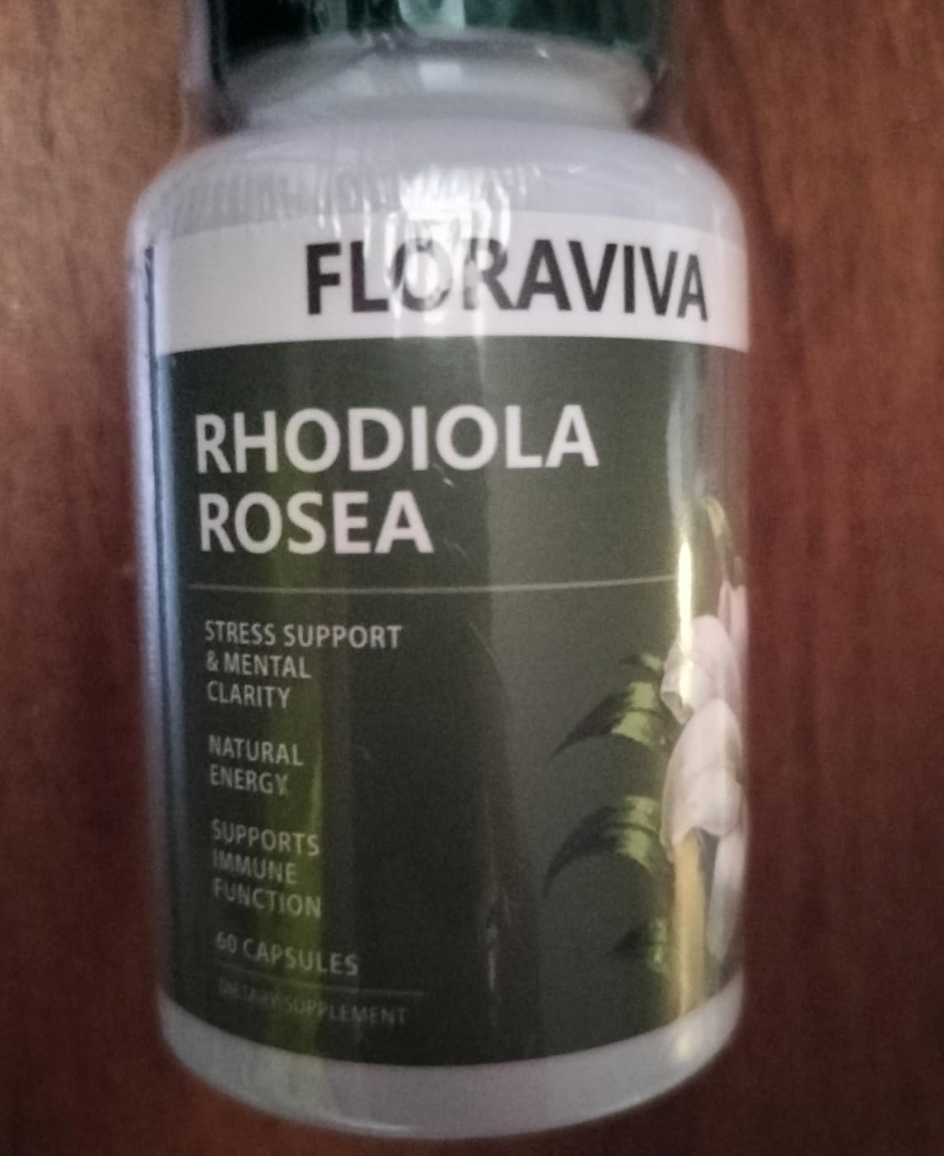 FLORAVIVA
RHODIOLA
ROSEA
STRESS SUPPORT
& MENTAL
CLARITY
NATURAL
ENERGY
SUPPORTS
IMMUNE
FUNCTION
60 CAPSULES
DIETARY SUPPLEMENT